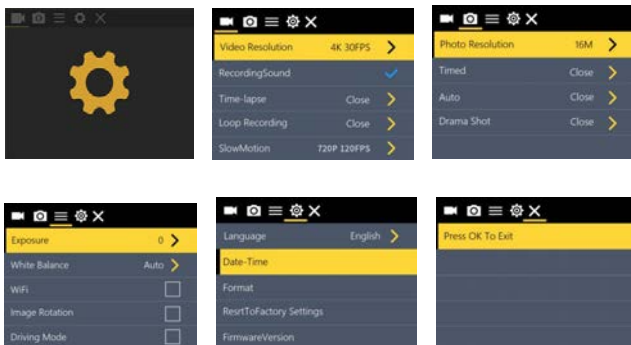 Video Resolution 4K 30FPS
RecordingSound
Time-lapse Close
Loop Recording Close
SlowMotion 720P 120FPS
Photo Resolution 16M
Timed Close
Auto Close
Drama Shot Close
Exposure 0
White Balance Auto
WiFi
Image Rotation
Driving Mode
Language English
Date-Time
Format
ResrtToFactory Settings
FirmwareVersion
Press OK To Exit